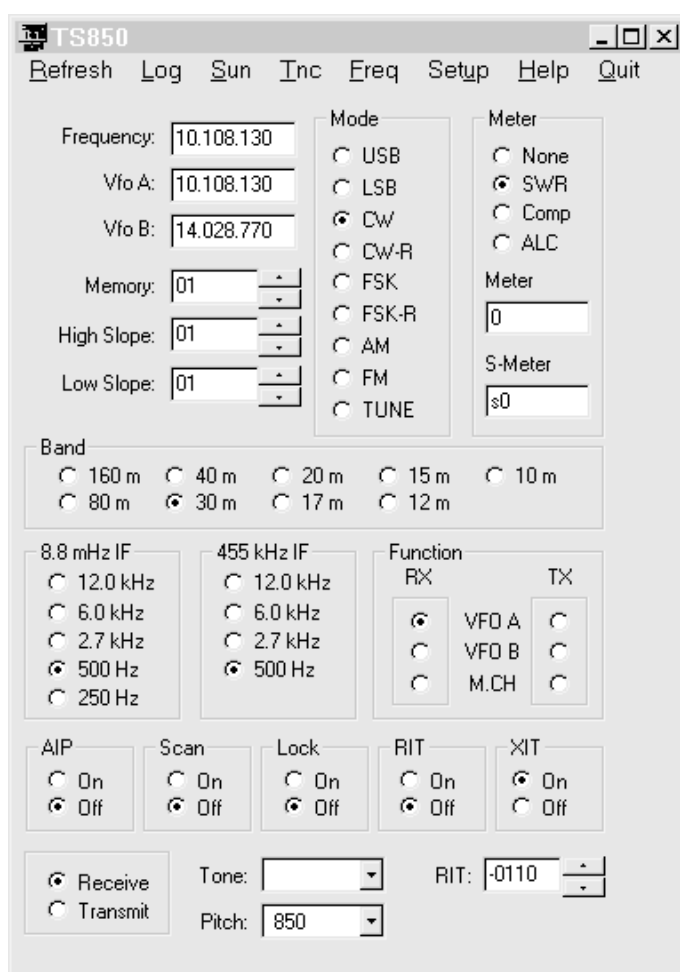 TS850
Refresh Log Sun Tnc Freq Setup Help Quit
Frequency: 10.108.130
Vfo A: 10.108.130
Vfo B: 14.028.770
Memory: 01
High Slope: 01
Low Slope: 01
Mode
USB
LSB
CW
CW-R
FSK
FSK-R
AM
FM
TUNE
Meter
None
SWR
Comp
ALC
Meter
0
S-Meter
s0
Band
160 m 40 m 20 m 15 m 10 m
80 m 30 m 17 m 12 m
8.8 mHz IF
12.0 kHz
6.0 kHz
2.7 kHz
500 Hz
250 Hz
455 kHz IF
12.0 kHz
6.0 kHz
2.7 kHz
500 Hz
Function
RX TX
VFO A
VFO B
M.CH
AIP
On
Off
Scan
On
Off
Lock
On
Off
RIT
On
Off
XIT
On
Off
Receive
Transmit
Tone:
Pitch: 850
RIT: -0110